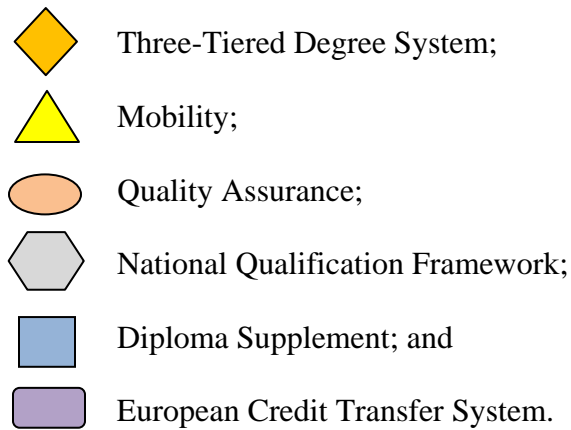 Three-Tiered Degree System;
Mobility;
Quality Assurance;
National Qualification Framework;
Diploma Supplement; and
European Credit Transfer System.